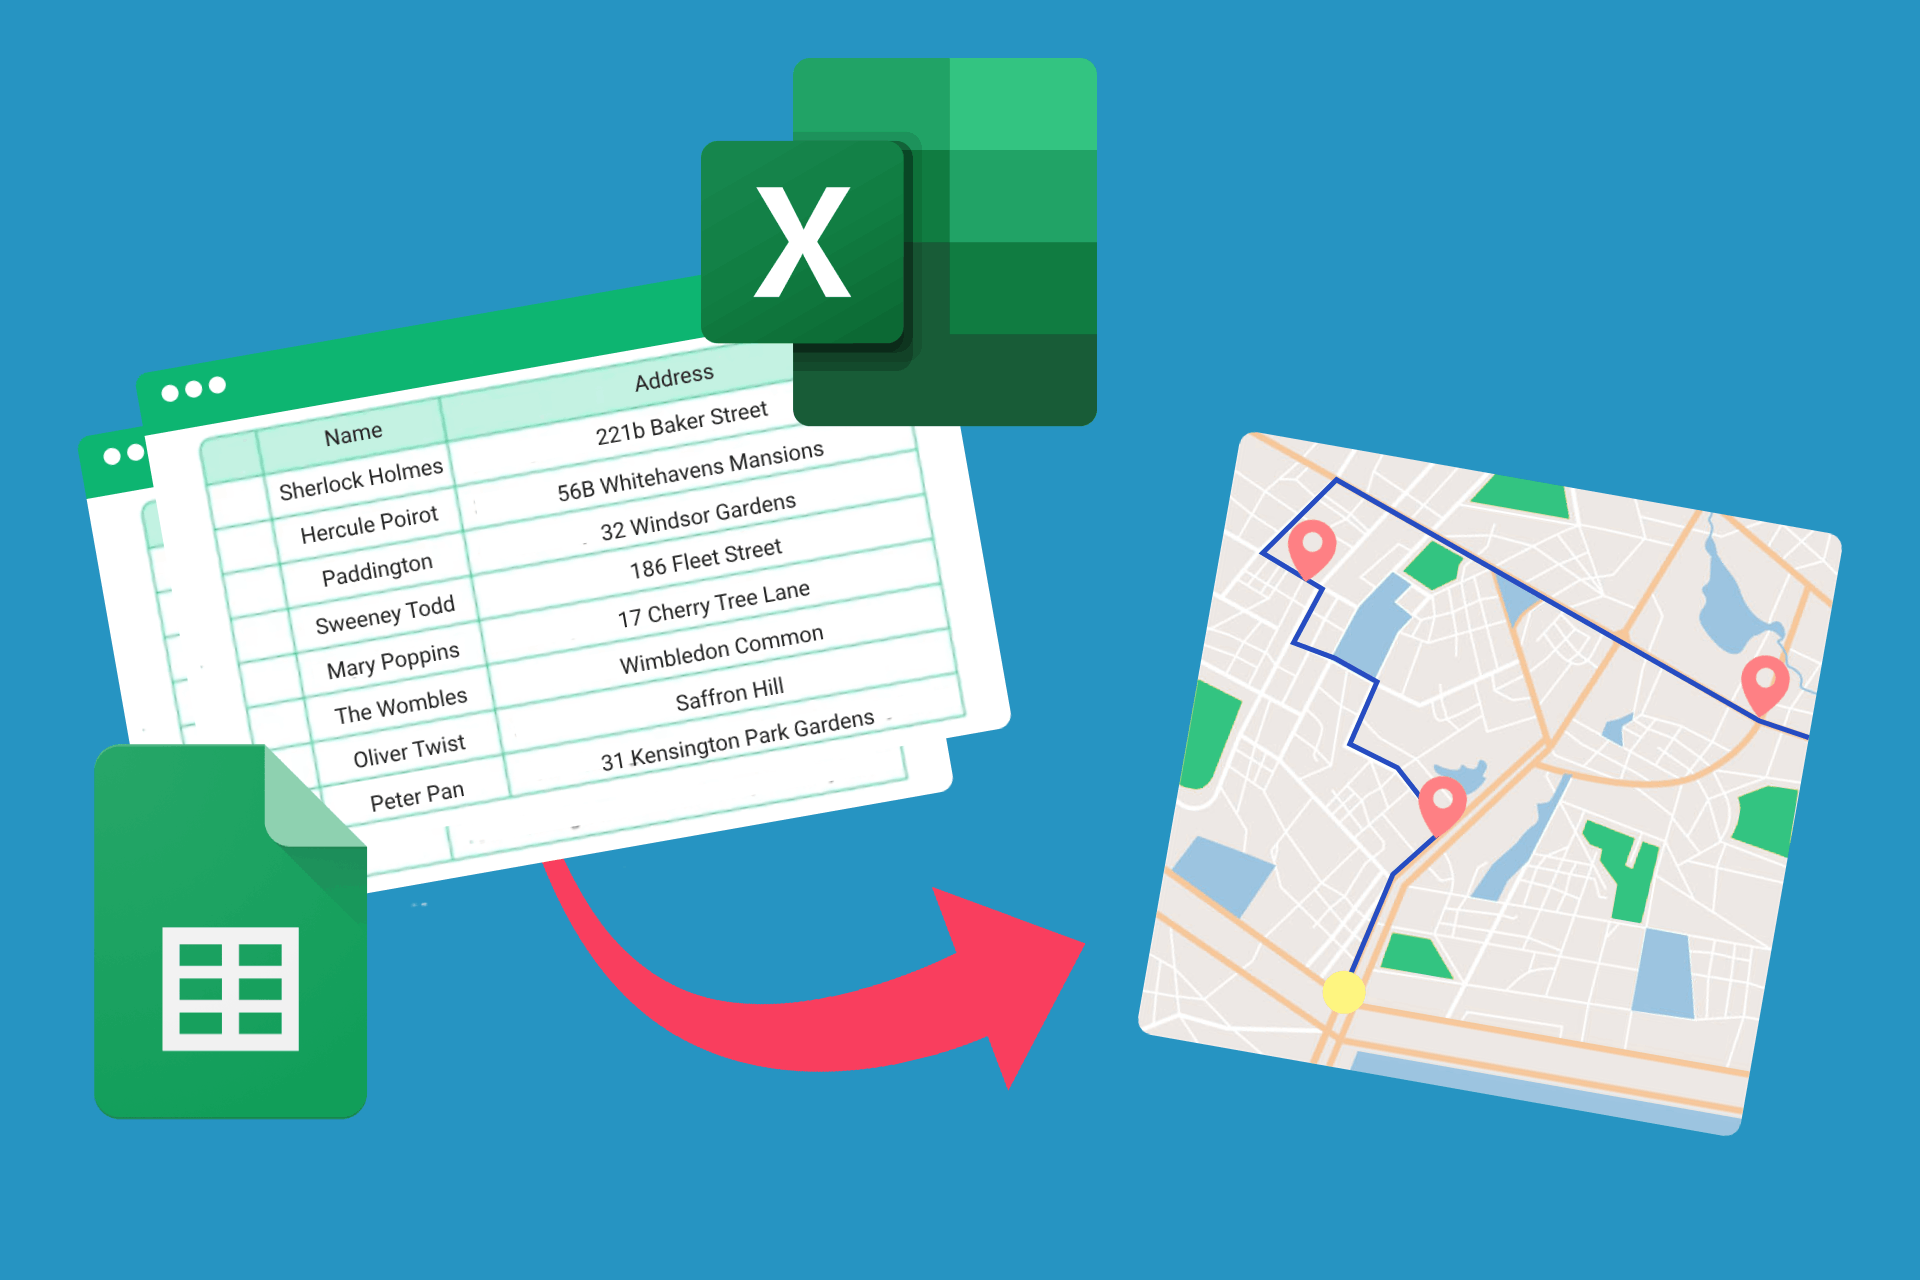 X
Name Address
Sherlock Holmes 221b Baker Street
Hercule Poirot 56B Whitehavens Mansions
Paddington 32 Windsor Gardens
Sweeney Todd 186 Fleet Street
Mary Poppins 17 Cherry Tree Lane
The Wombles Wimbledon Common
Oliver Twist Saffron Hill
Peter Pan 31 Kensington Park Gardens